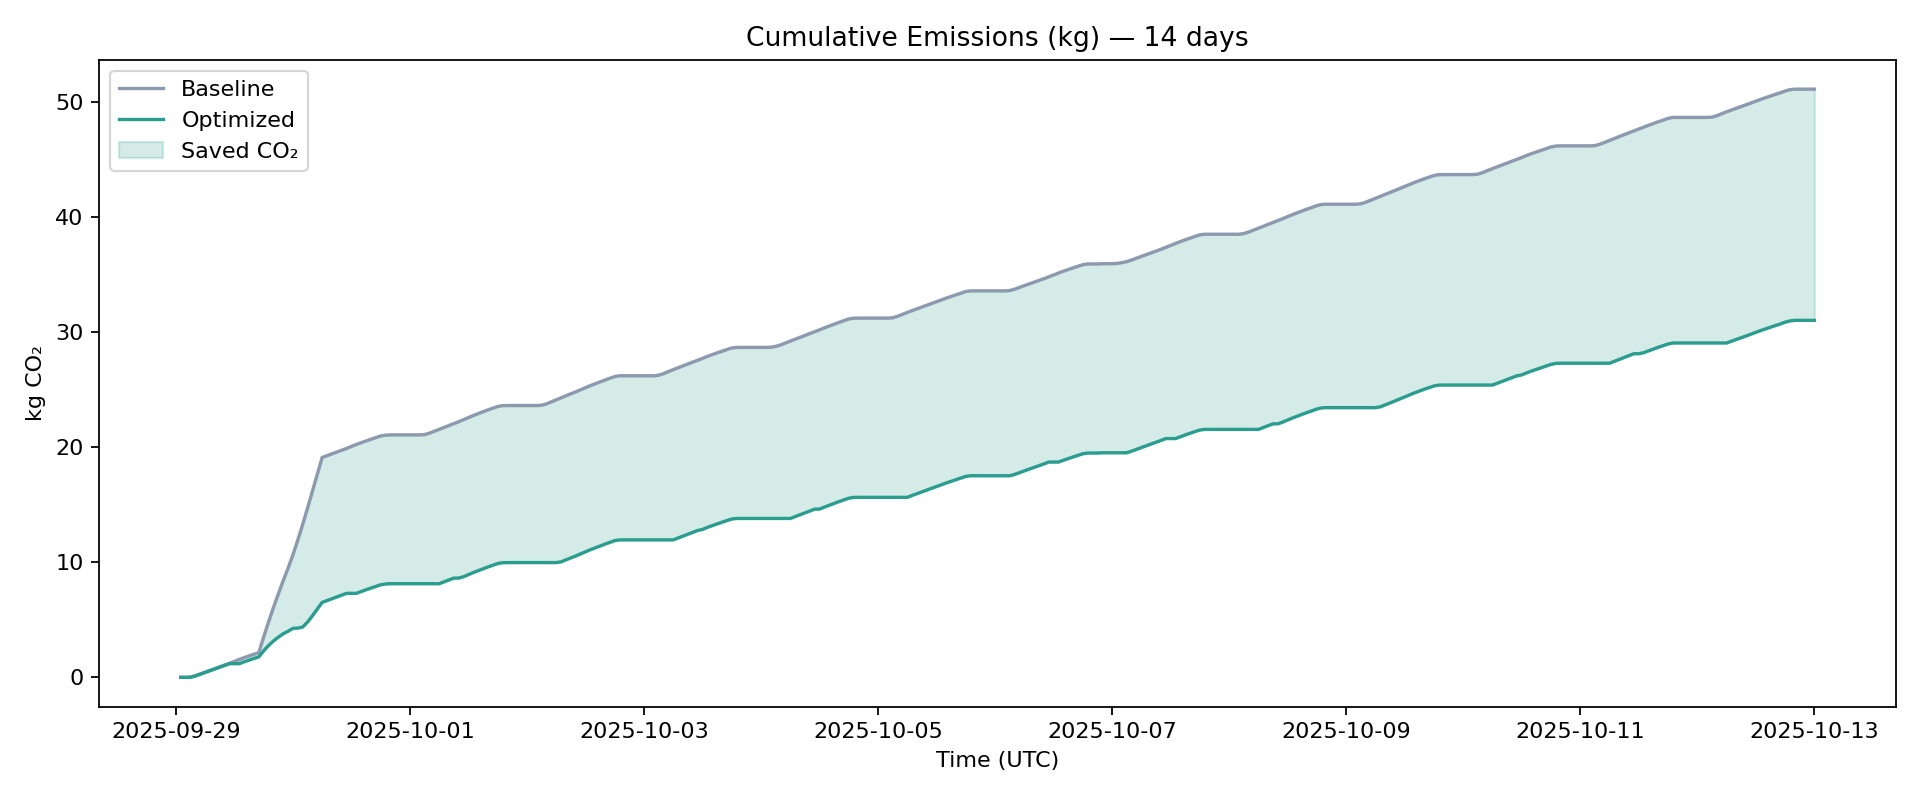 Cumulative Emissions (kg) — 14 days
Baseline
Optimized
Saved CO₂
50
40
30
20
10
0
kg CO₂
2025-09-29 2025-10-01 2025-10-03 2025-10-05 2025-10-07 2025-10-09 2025-10-11 2025-10-13
Time (UTC)